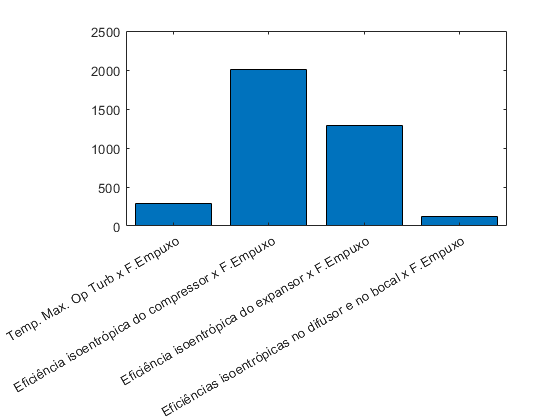 2500
2000
1500
1000
500
0
Temp. Max. Op Turb x F.Empuxo
Eficiência isoentrópica do compressor x F.Empuxo
Eficiência isoentrópica do expansor x F.Empuxo
Eficiências isoentrópicas no difusor e no bocal x F.Empuxo